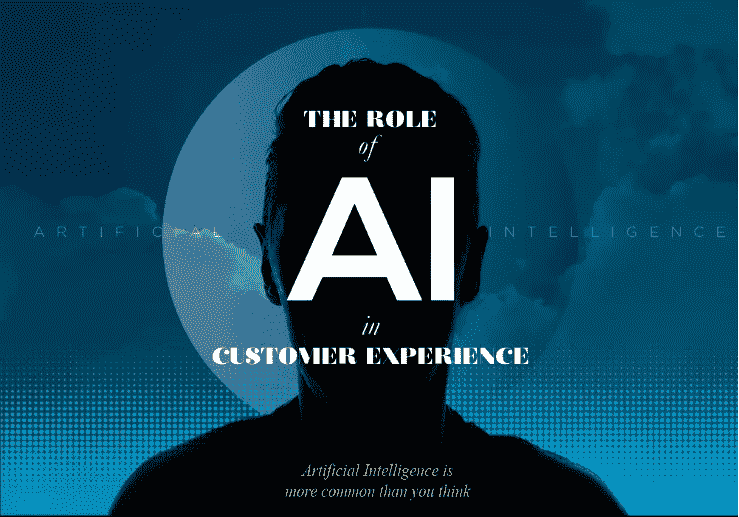 THE ROLE
of
AI
ARTIFICIAL INTELLIGENCE
in
CUSTOMER EXPERIENCE
Artificial Intelligence is
more common than you think